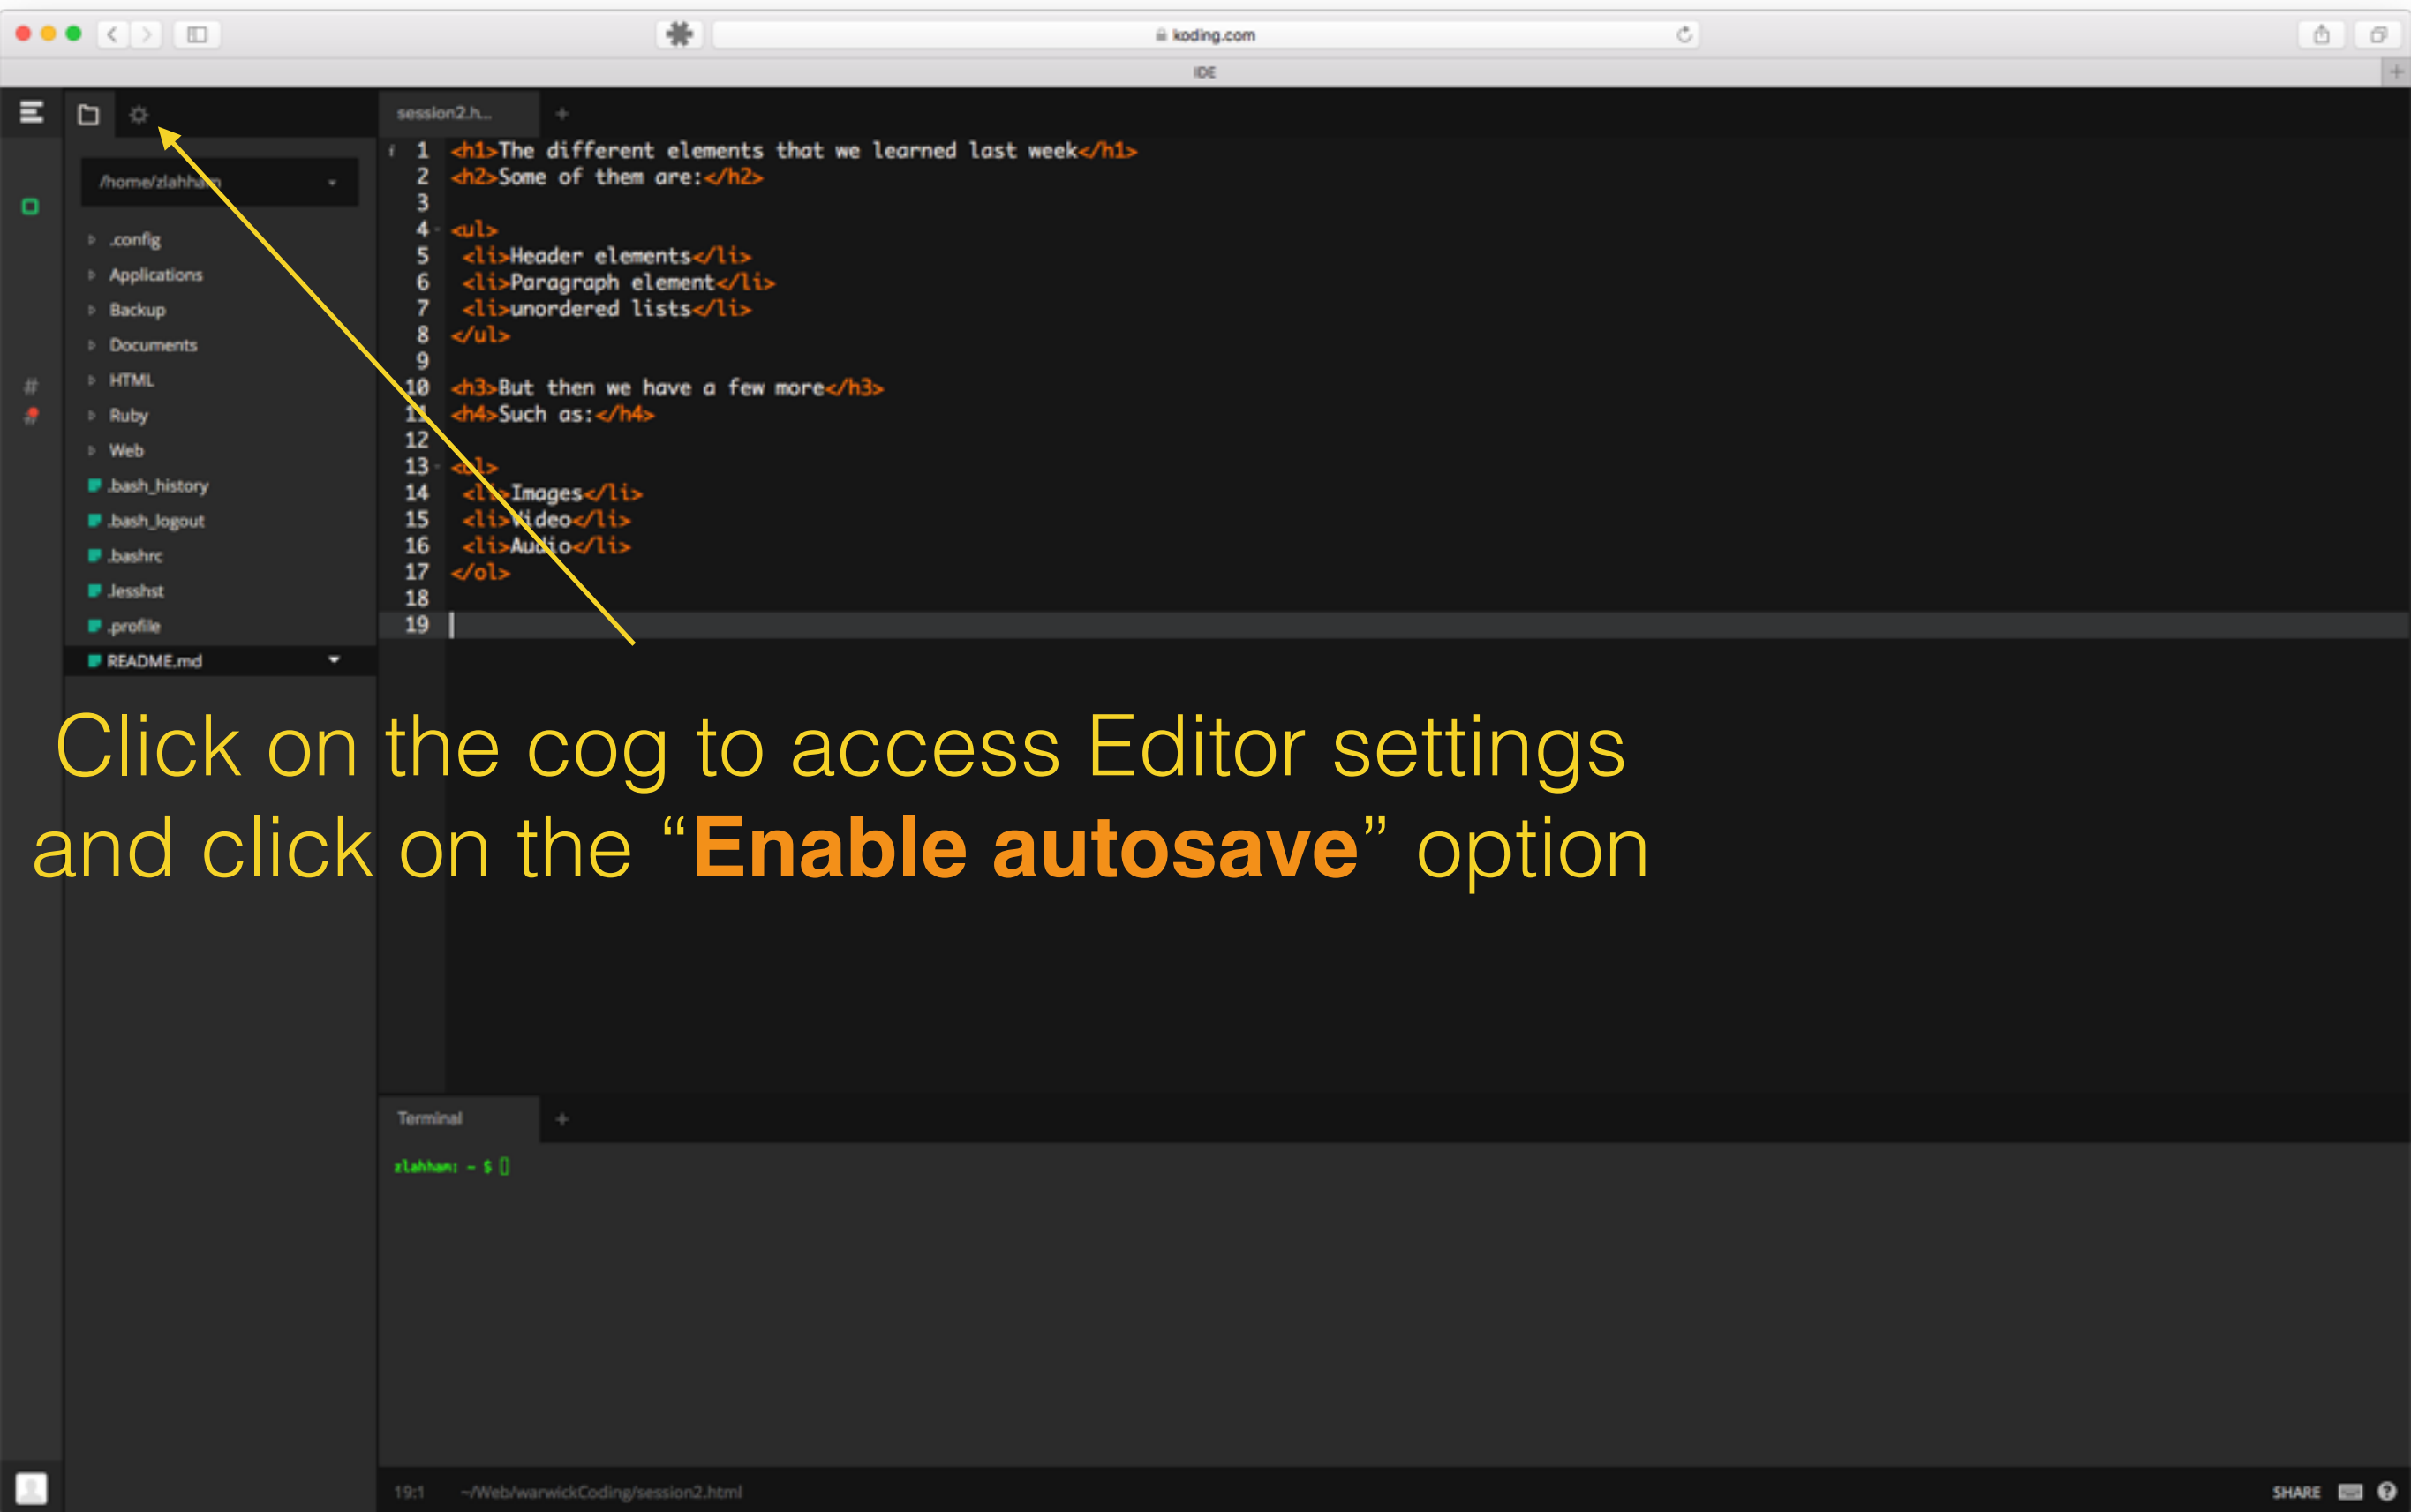 koding.com
IDE
session2.h... +
/home/zlahham
.config
Applications
Backup
Documents
HTML
Ruby
Web
.bash_history
.bash_logout
.bashrc
.lesshst
.profile
README.md
#
#
i 1 <h1>The different elements that we learned last week</h1>
2 <h2>Some of them are:</h2>
3
4 <ul>
5 <li>Header elements</li>
6 <li>Paragraph element</li>
7 <li>unordered lists</li>
8 </ul>
9
10 <h3>But then we have a few more</h3>
11 <h4>Such as:</h4>
12
13 <ol>
14 <li>Images</li>
15 <li>Video</li>
16 <li>Audio</li>
17 </ol>
18
19
Click on the cog to access Editor settings
and click on the “Enable autosave” option
Terminal +
zlahham: ~ $
19:1 ~/Web/warwickCoding/session2.html
SHARE ?